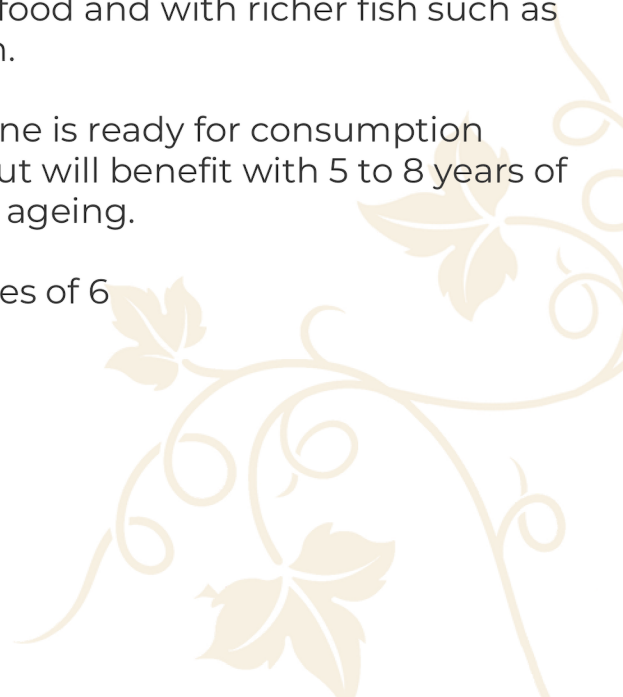 food and with richer fish such as
n.
ne is ready for consumption
ut will benefit with 5 to 8 years of
ageing.
es of 6